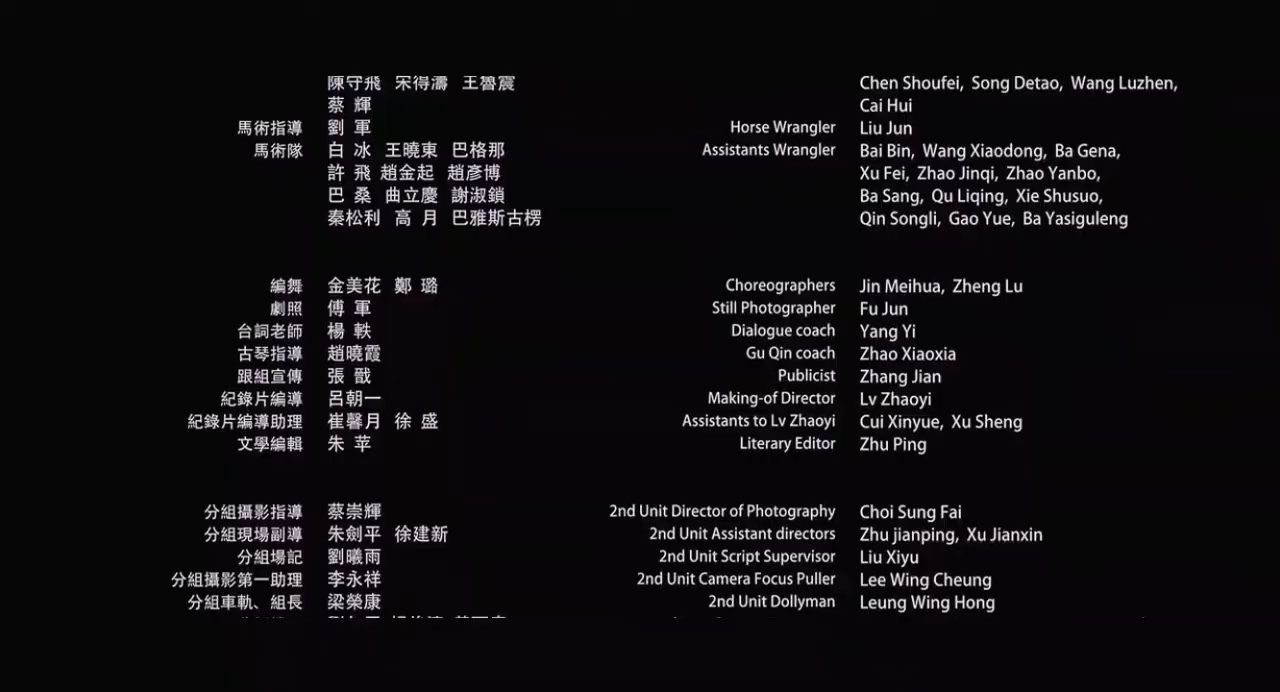 陳守飛 宋得濤 王魯震 Chen Shoufei, Song Detao, Wang Luzhen,
蔡 輝 Cai Hui
馬術指導 劉 軍 Horse Wrangler Liu Jun
馬術隊 白 冰 王曉東 巴格那 Assistants Wrangler Bai Bin, Wang Xiaodong, Ba Gena,
許 飛 趙金起 趙彥博 Xu Fei, Zhao Jinqi, Zhao Yanbo,
巴 桑 曲立慶 謝淑鎖 Ba Sang, Qu Liqing, Xie Shusuo,
秦松利 高 月 巴雅斯古楞 Qin Songli, Gao Yue, Ba Yasiguleng
編舞 金美花 鄭 璐 Choreographers Jin Meihua, Zheng Lu
劇照 傅 軍 Still Photographer Fu Jun
台詞老師 楊 軼 Dialogue coach Yang Yi
古琴指導 趙曉霞 Gu Qin coach Zhao Xiaoxia
跟組宣傳 張 戩 Publicist Zhang Jian
紀錄片編導 呂朝一 Making-of Director Lv Zhaoyi
紀錄片編導助理 崔馨月 徐 盛 Assistants to Lv Zhaoyi Cui Xinyue, Xu Sheng
文學編輯 朱 苹 Literary Editor Zhu Ping
分組攝影指導 蔡崇輝 2nd Unit Director of Photography Choi Sung Fai
分組現場副導 朱劍平 徐建新 2nd Unit Assistant directors Zhu jianping, Xu Jianxin
分組場記 劉曦雨 2nd Unit Script Supervisor Liu Xiyu
分組攝影第一助理 李永祥 2nd Unit Camera Focus Puller Lee Wing Cheung
分組車軌、組長 梁榮康 2nd Unit Dollyman Leung Wing Hong